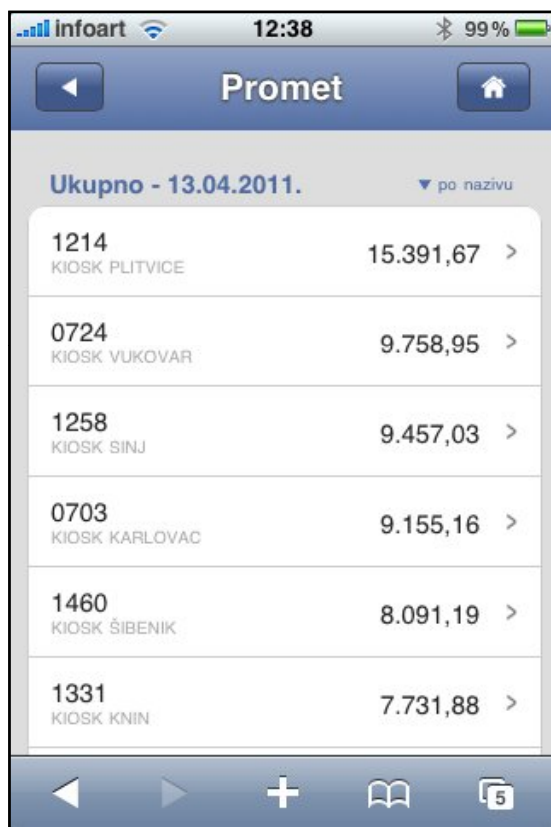 infoart 12:38 99%
Promet
Ukupno - 13.04.2011. ▼ po nazivu
1214
KIOSK PLITVICE
15.391,67 >
0724
KIOSK VUKOVAR
9.758,95 >
1258
KIOSK SINJ
9.457,03 >
0703
KIOSK KARLOVAC
9.155,16 >
1460
KIOSK ŠIBENIK
8.091,19 >
1331
KIOSK KNIN
7.731,88 >
5